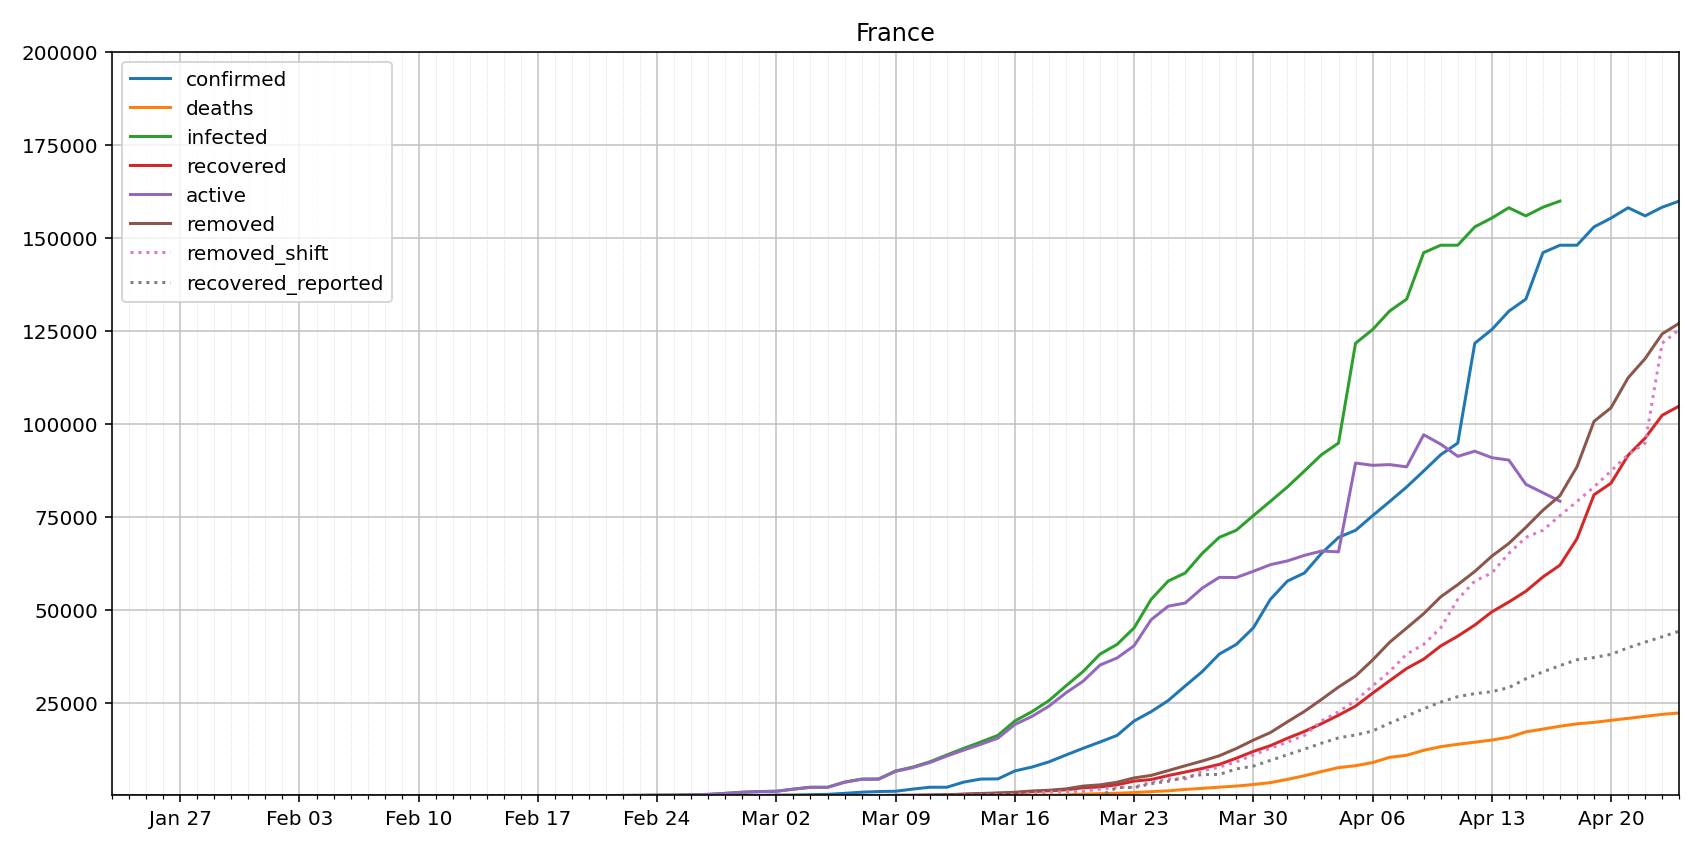 France
200000
175000
150000
125000
100000
75000
50000
25000
confirmed
deaths
infected
recovered
active
removed
removed_shift
recovered_reported
Jan 27 Feb 03 Feb 10 Feb 17 Feb 24 Mar 02 Mar 09 Mar 16 Mar 23 Mar 30 Apr 06 Apr 13 Apr 20